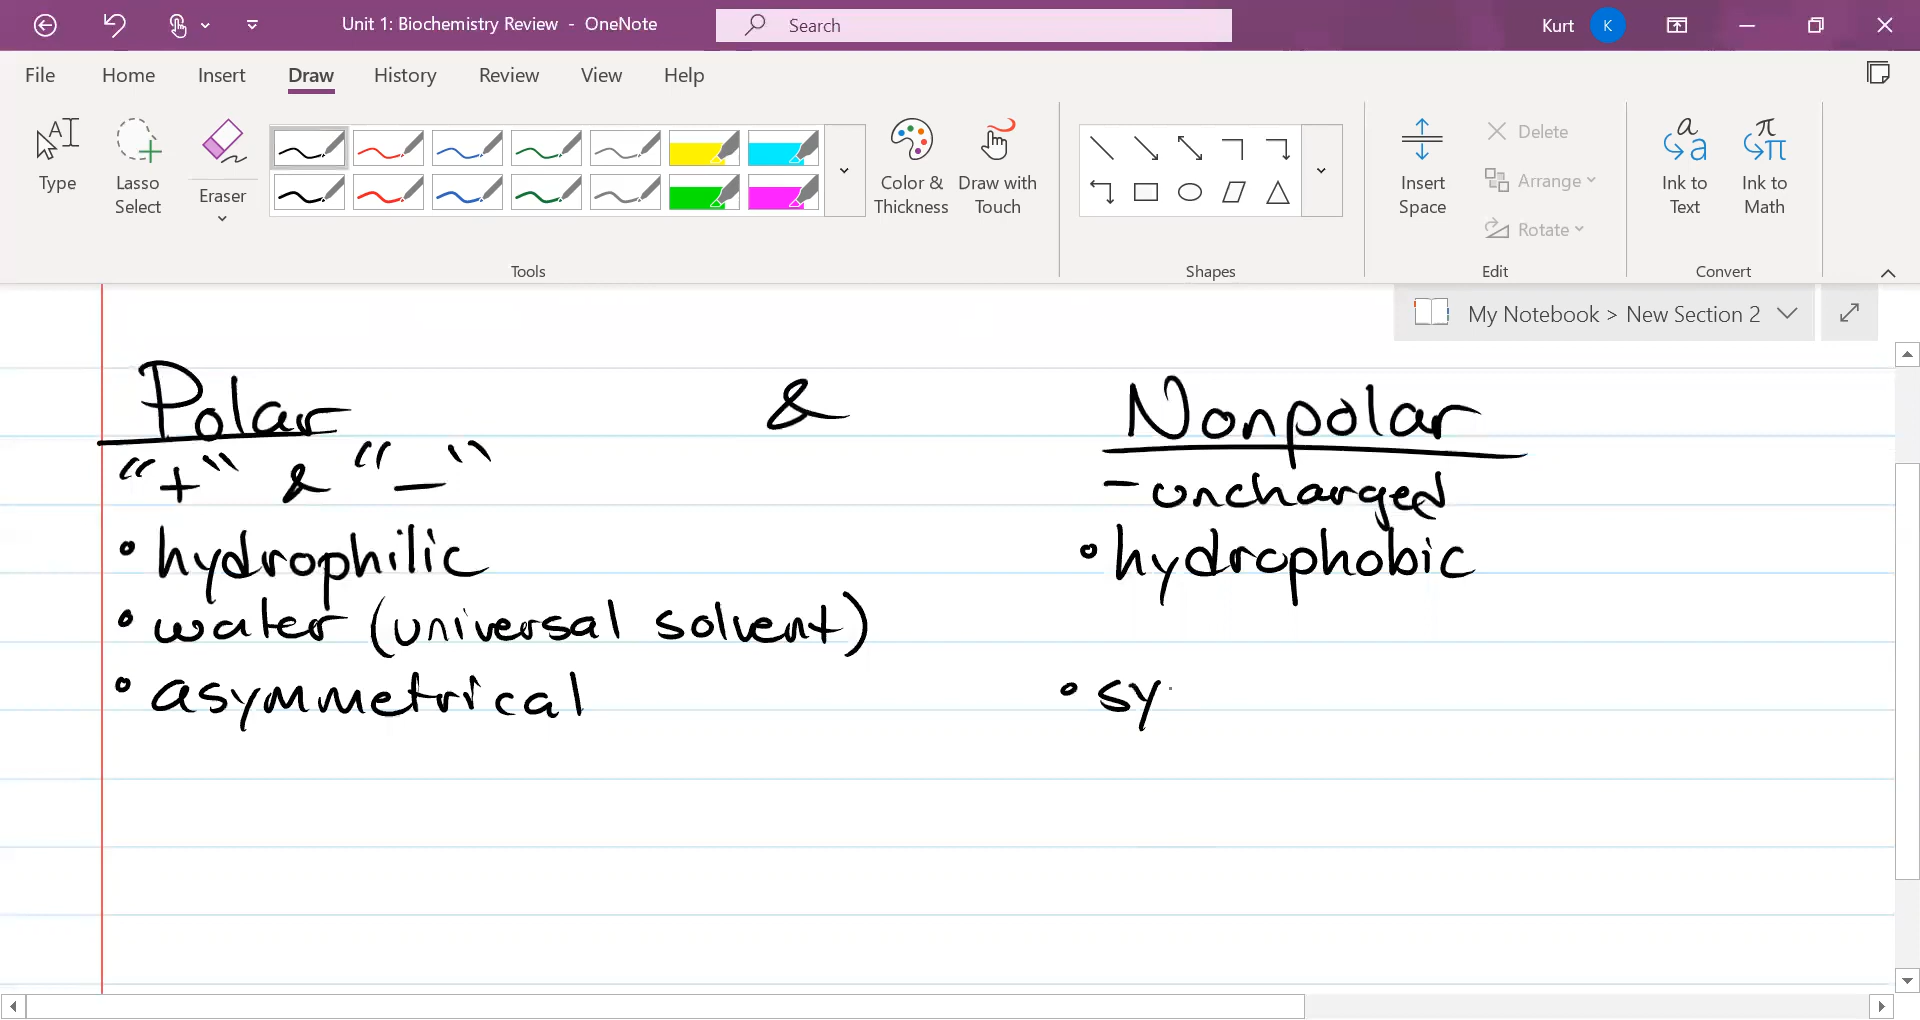 Unit 1: Biochemistry Review - OneNote
Search
Kurt
K
File Home Insert Draw History Review View Help
Type
Lasso Select
Eraser
Color & Thickness
Draw with Touch
Insert Space
Delete
Arrange
Rotate
Ink to Text
Ink to Math
Tools
Shapes
Edit
Convert
My Notebook > New Section 2
Polar & Nonpolar
"+" & "–"
- uncharged
• hydrophilic
• hydrophobic
• water (universal solvent)
• asymmetrical
• sy